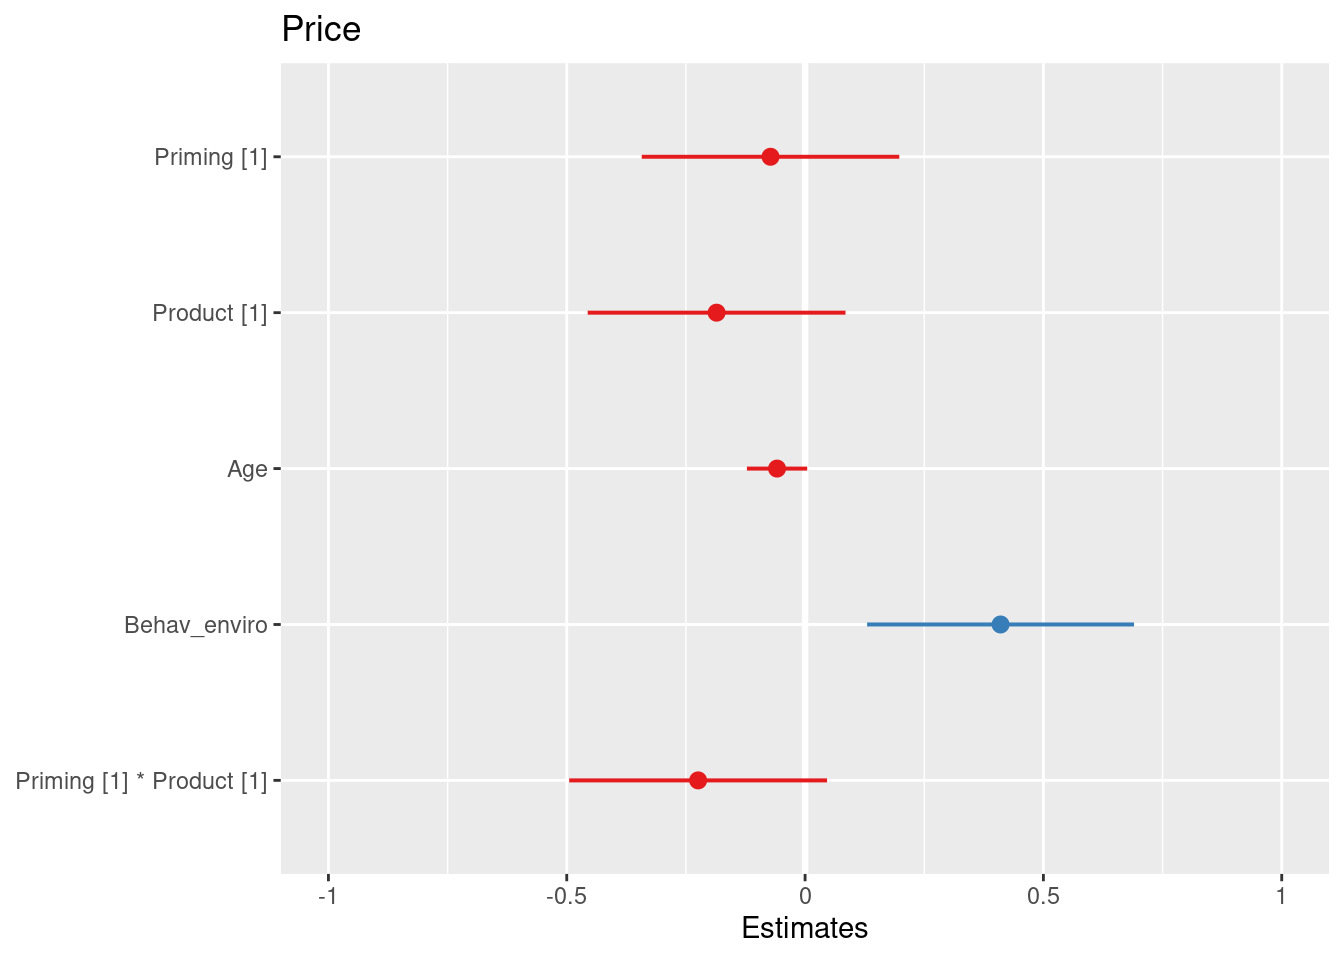 Price
Priming [1]
Product [1]
Age
Behav_enviro
Priming [1] * Product [1]
-1 -0.5 0 0.5 1
Estimates